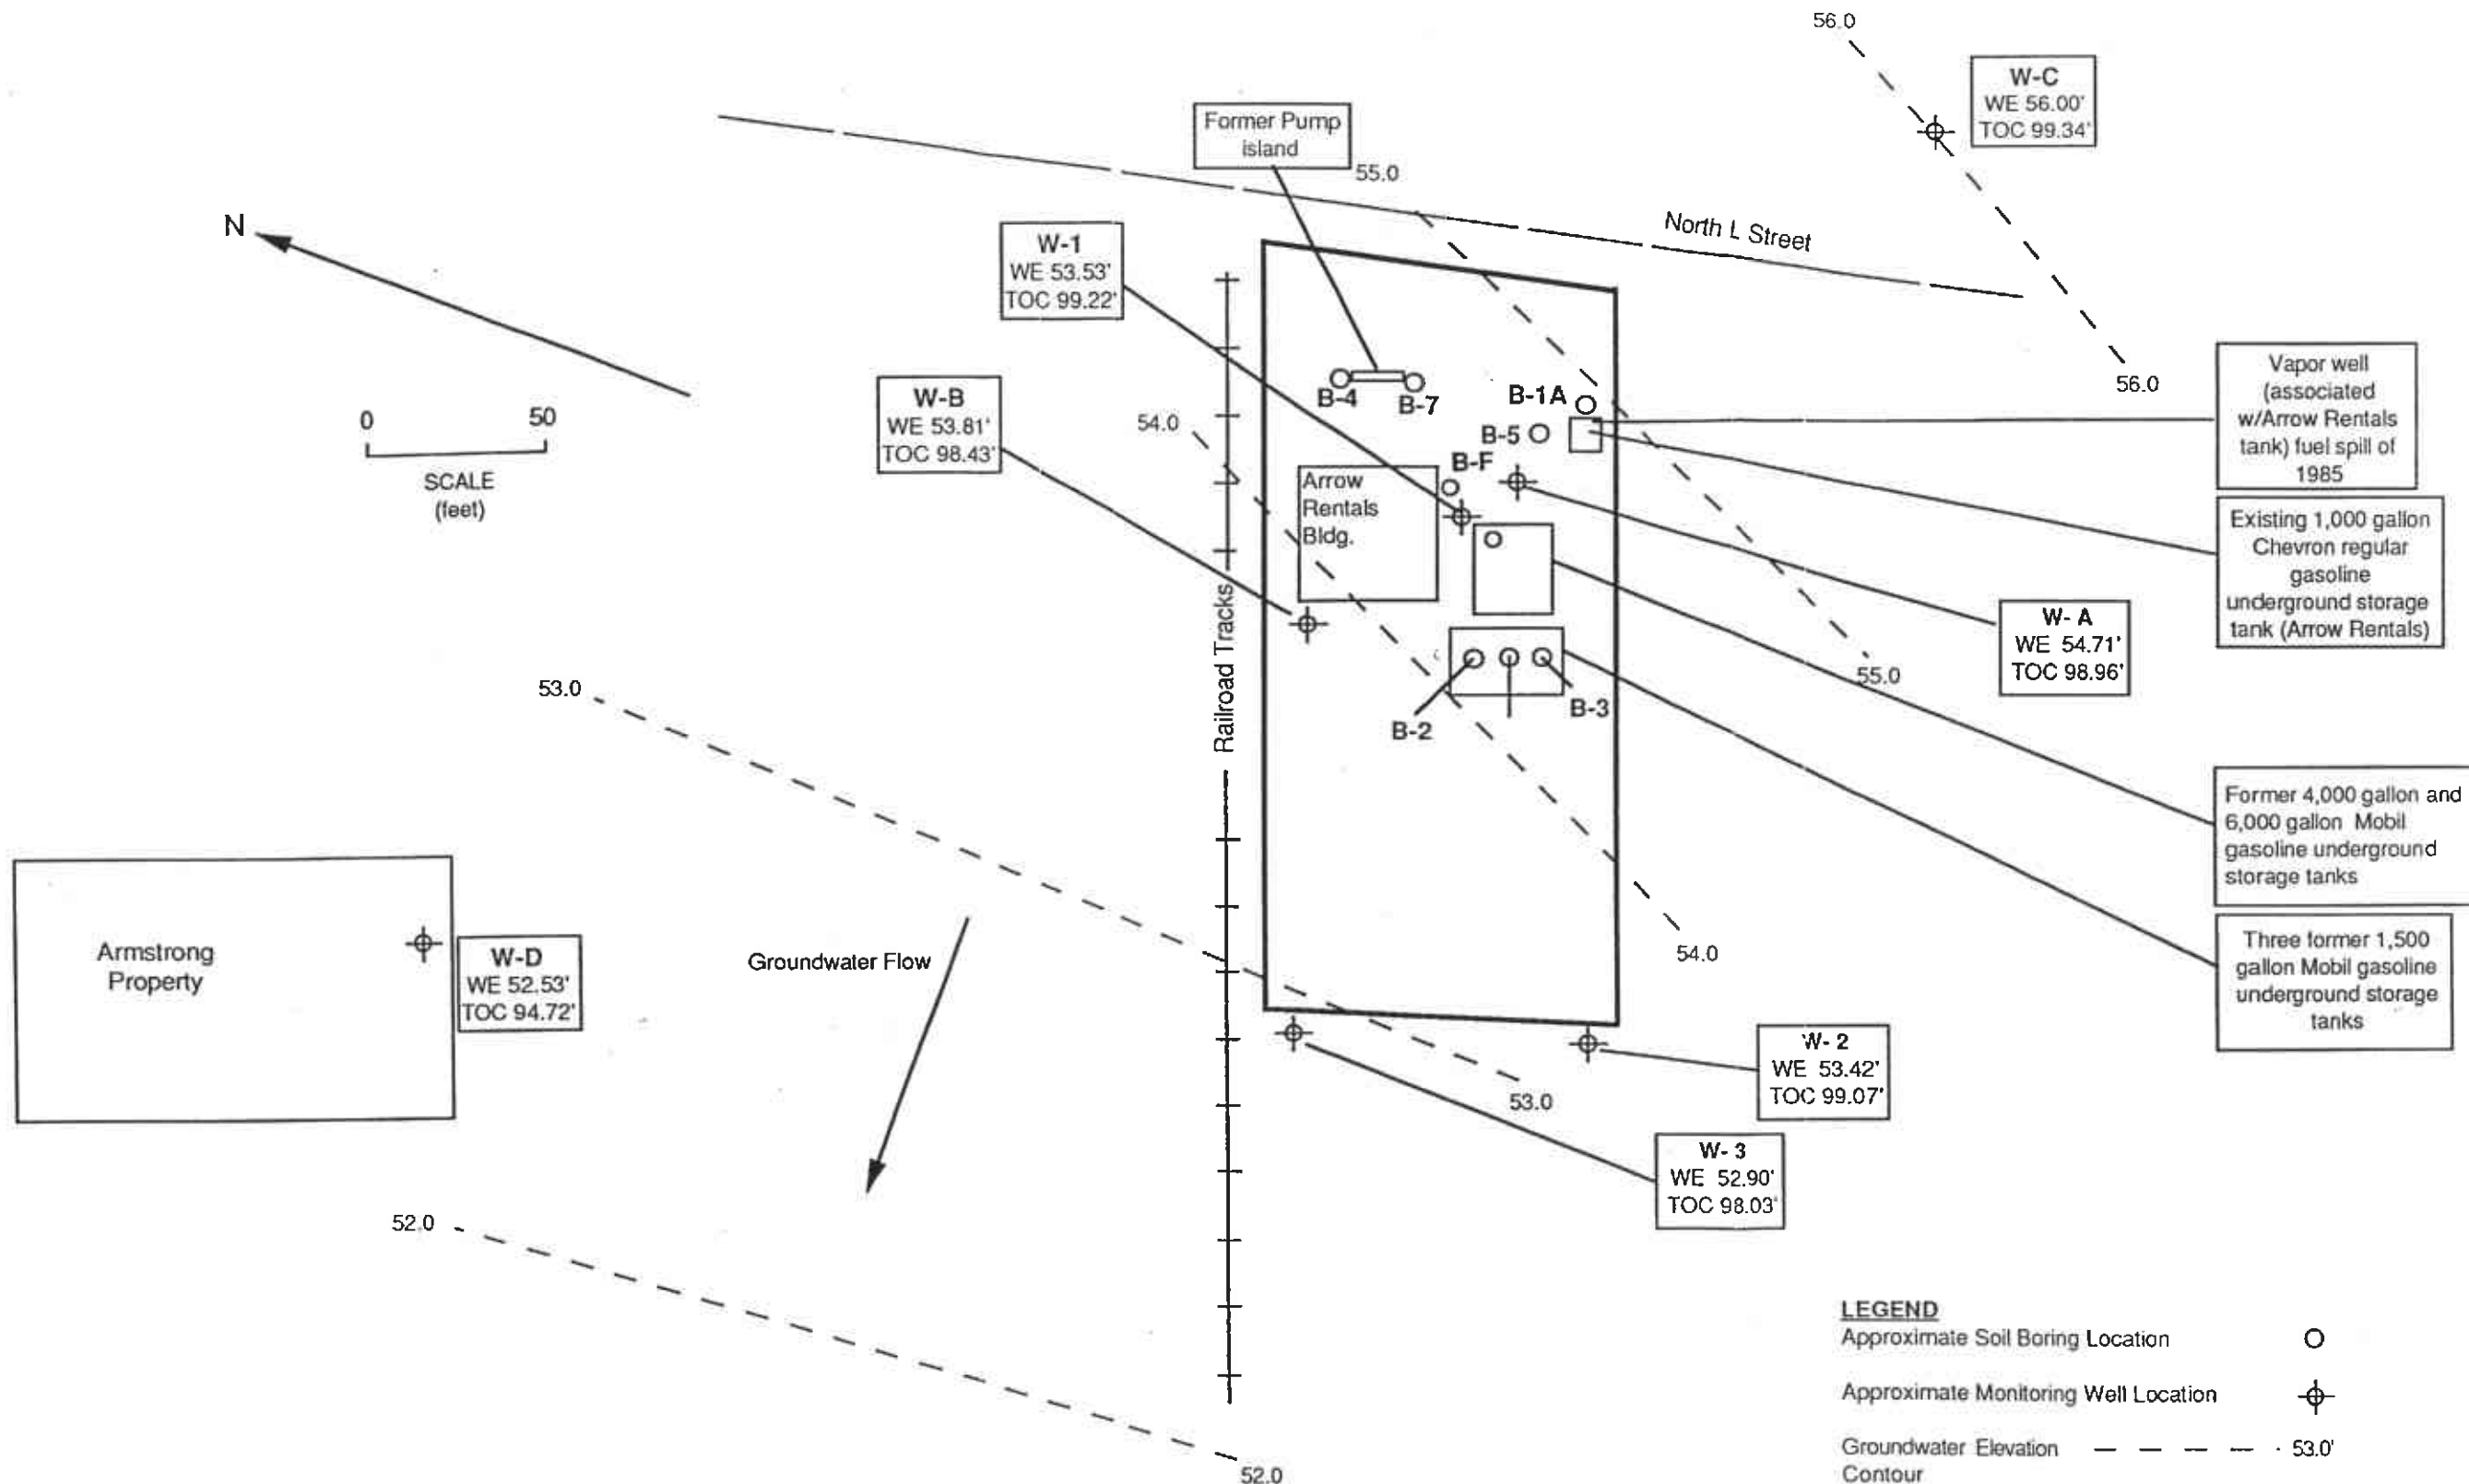 56.0
W-C
WE 56.00'
TOC 99.34'
Former Pump
island
55.0
North L Street
N
W-1
WE 53.53'
TOC 99.22'
56.0
Vapor well
(associated
w/Arrow Rentals
tank) fuel spill of
1985
B-4
B-7
B-1A
W-B
WE 53.81'
TOC 98.43'
54.0
0
50
SCALE
(feet)
B-5
B-F
Arrow
Rentals
Bldg.
Existing 1,000 gallon
Chevron regular
gasoline
underground storage
tank (Arrow Rentals)
W- A
WE 54.71'
TOC 98.96'
55.0
Railroad Tracks
53.0
B-2
B-3
Former 4,000 gallon and
6,000 gallon Mobil
gasoline underground
storage tanks
Armstrong
Property
W-D
WE 52.53'
TOC 94.72'
Groundwater Flow
54.0
Three former 1,500
gallon Mobil gasoline
underground storage
tanks
W- 2
WE 53.42'
TOC 99.07'
53.0
W- 3
WE 52.90'
TOC 98.03'
52.0
52.0
LEGEND
Approximate Soil Boring Location
Approximate Monitoring Well Location
Groundwater Elevation
Contour
53.0'